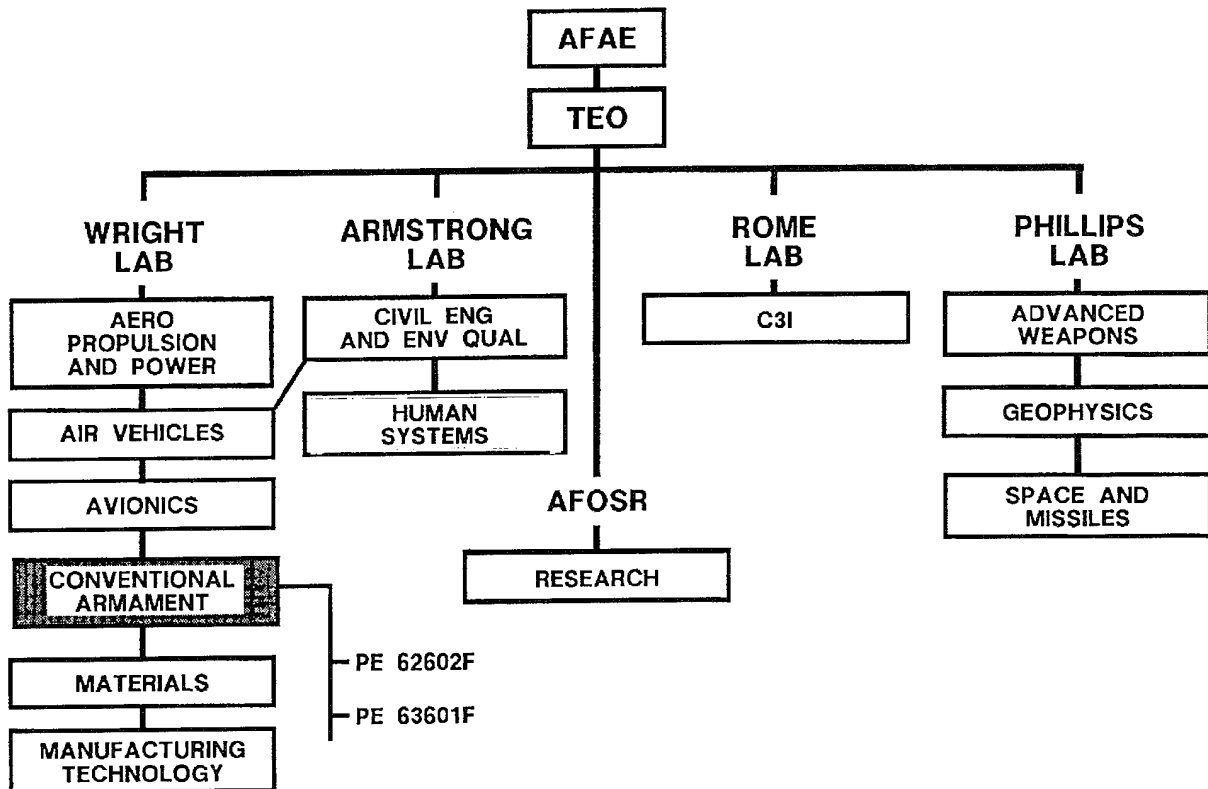 AFAE
TEO
WRIGHT
LAB
AERO
PROPULSION
AND POWER
AIR VEHICLES
AVIONICS
CONVENTIONAL
ARMAMENT
PE 62602F
PE 63601F
MATERIALS
MANUFACTURING
TECHNOLOGY
ARMSTRONG
LAB
CIVIL ENG
AND ENV QUAL
HUMAN
SYSTEMS
AFOSR
RESEARCH
ROME
LAB
C3I
PHILLIPS
LAB
ADVANCED
WEAPONS
GEOPHYSICS
SPACE AND
MISSILES